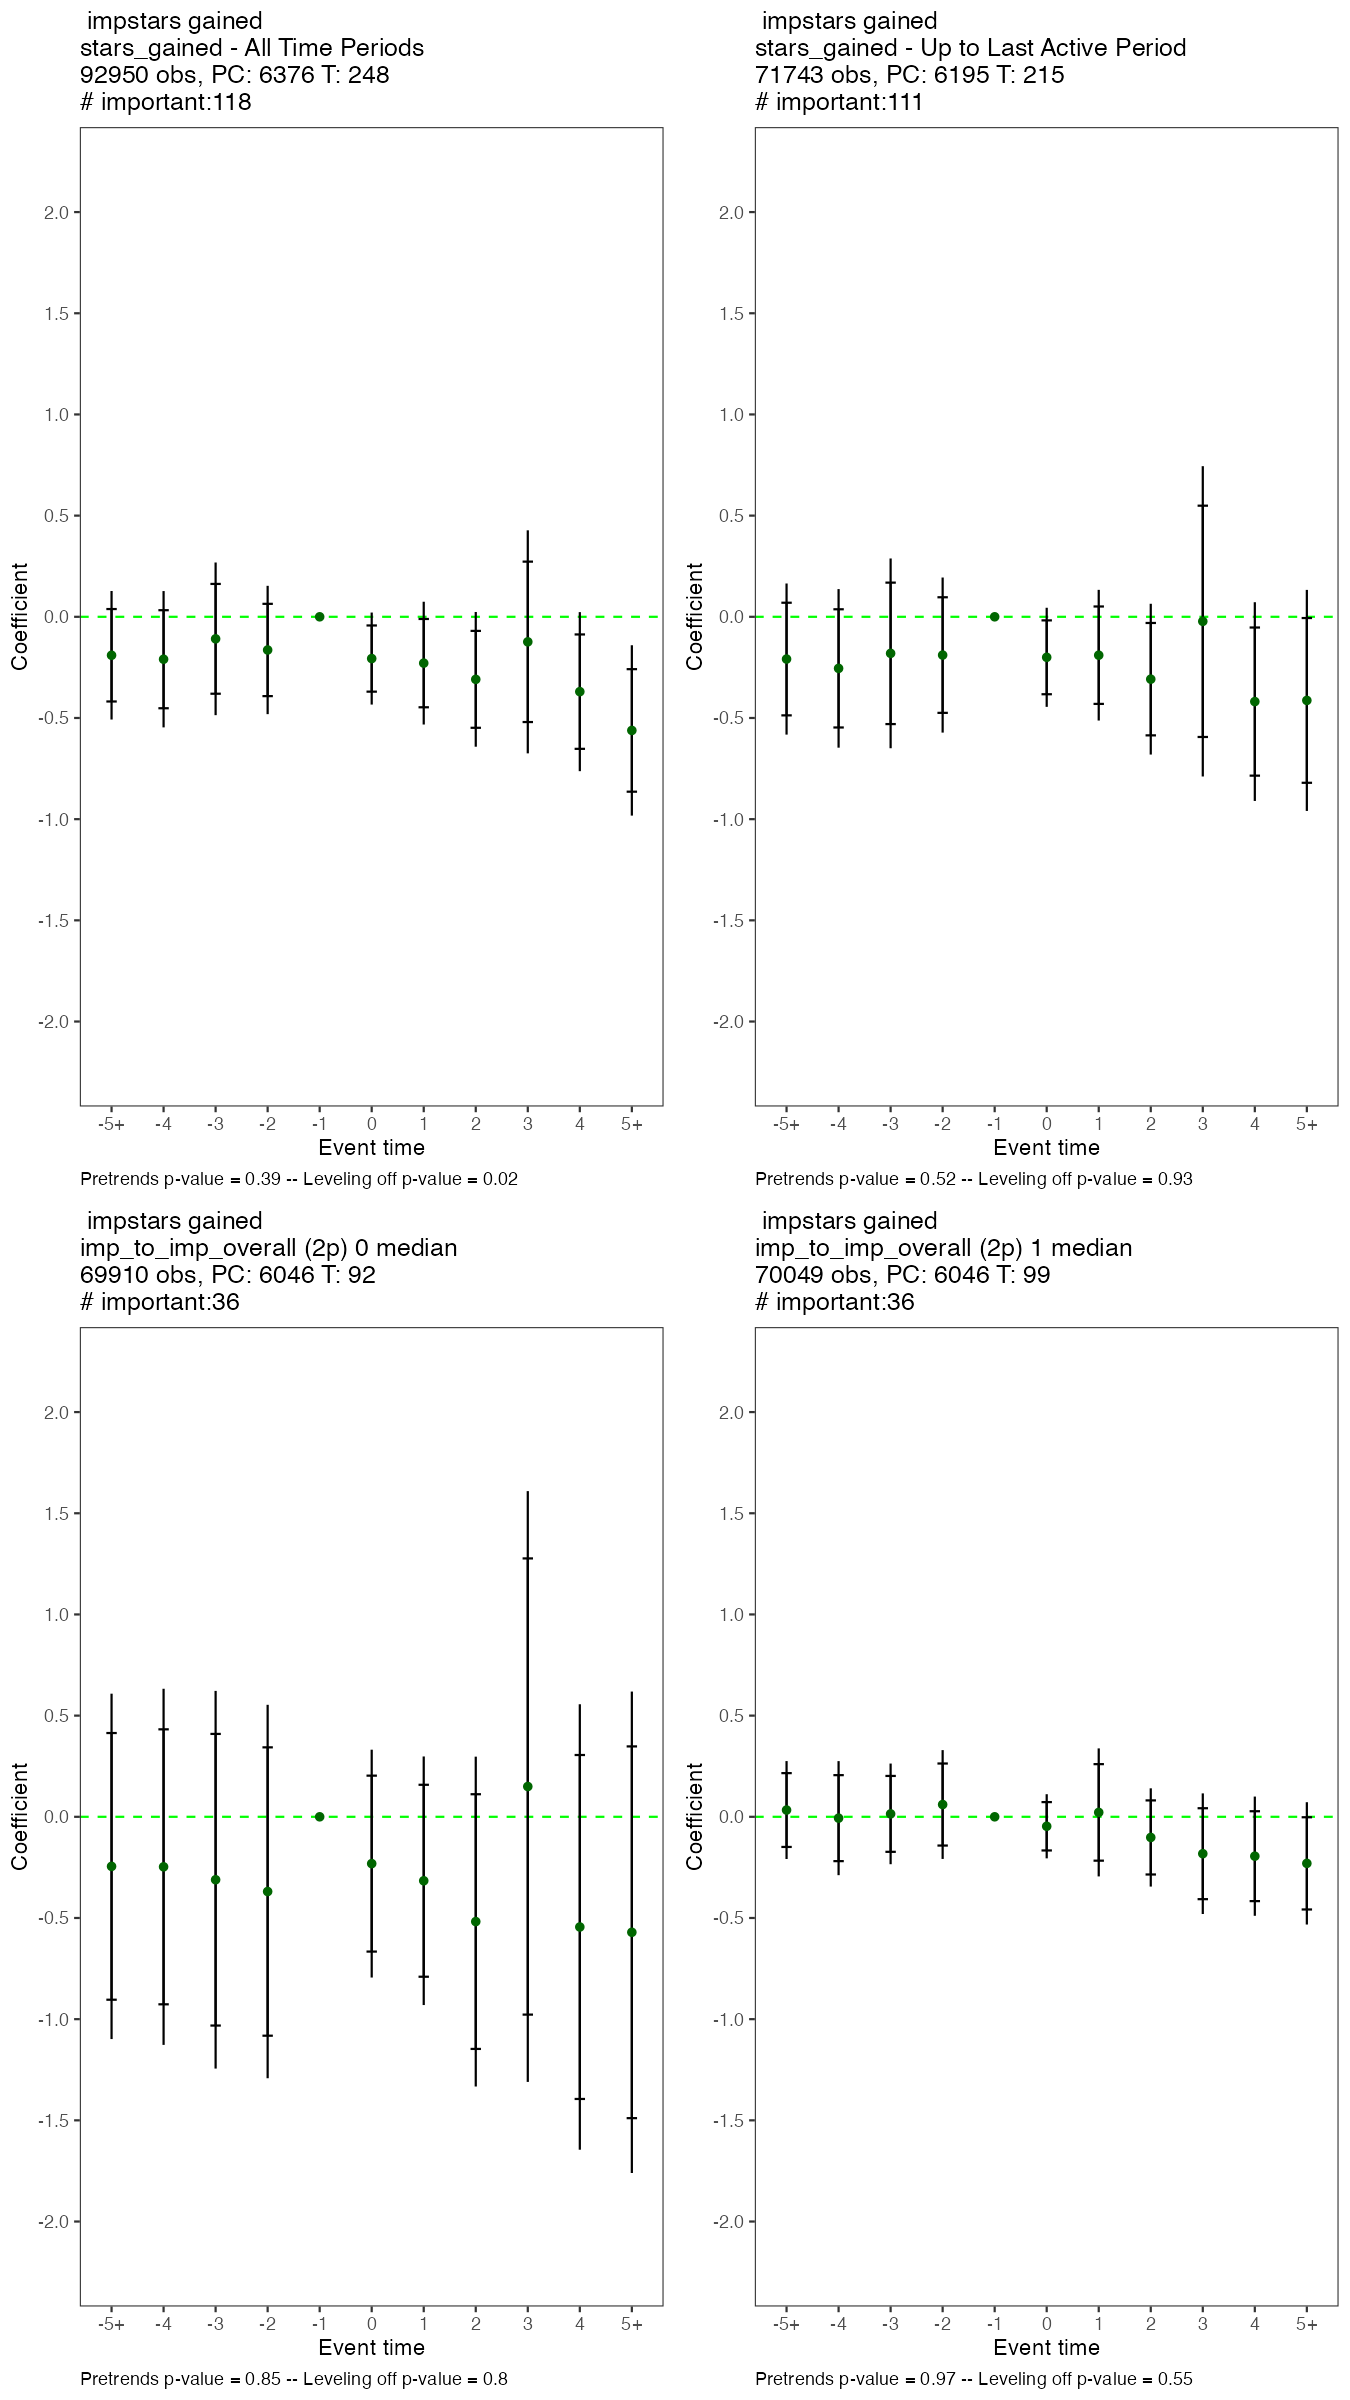 impstars gained
stars_gained - All Time Periods
92950 obs, PC: 6376 T: 248
# important:118
2.0
1.5
1.0
0.5
0.0
-0.5
-1.0
-1.5
-2.0
Coefficient
-5+ -4 -3 -2 -1 0 1 2 3 4 5+
Event time
Pretrends p-value = 0.39 -- Leveling off p-value = 0.02
impstars gained
stars_gained - Up to Last Active Period
71743 obs, PC: 6195 T: 215
# important:111
2.0
1.5
1.0
0.5
0.0
-0.5
-1.0
-1.5
-2.0
Coefficient
-5+ -4 -3 -2 -1 0 1 2 3 4 5+
Event time
Pretrends p-value = 0.52 -- Leveling off p-value = 0.93
impstars gained
imp_to_imp_overall (2p) 0 median
69910 obs, PC: 6046 T: 92
# important:36
2.0
1.5
1.0
0.5
0.0
-0.5
-1.0
-1.5
-2.0
Coefficient
-5+ -4 -3 -2 -1 0 1 2 3 4 5+
Event time
Pretrends p-value = 0.85 -- Leveling off p-value = 0.8
impstars gained
imp_to_imp_overall (2p) 1 median
70049 obs, PC: 6046 T: 99
# important:36
2.0
1.5
1.0
0.5
0.0
-0.5
-1.0
-1.5
-2.0
Coefficient
-5+ -4 -3 -2 -1 0 1 2 3 4 5+
Event time
Pretrends p-value = 0.97 -- Leveling off p-value = 0.55